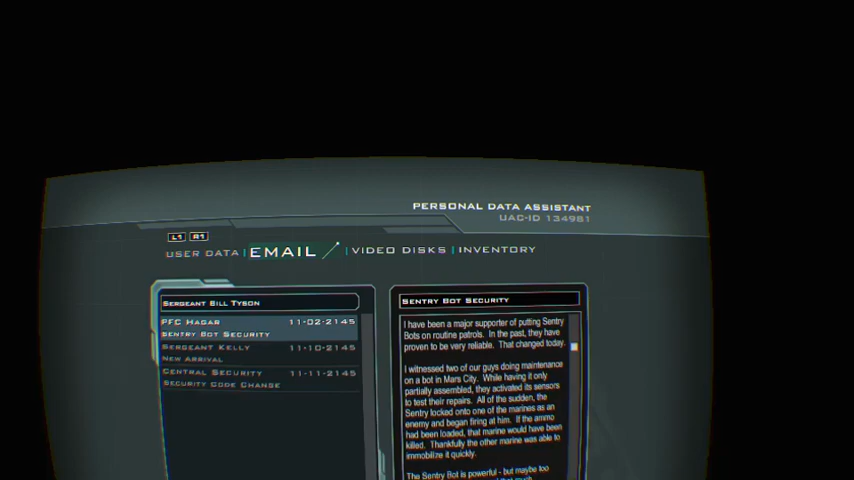 PERSONAL DATA ASSISTANT
UAC-ID 134981
L1 R1
USER DATA EMAIL VIDEO DISKS INVENTORY
SERGEANT BILL TYSON
PFC HAGAR 11-02-2145
SENTRY BOT SECURITY
SERGEANT KELLY 11-10-2145
NEW ARRIVAL
CENTRAL SECURITY 11-11-2145
SECURITY CODE CHANGE
SENTRY BOT SECURITY
I have been a major supporter of putting Sentry
Bots on routine patrols. In the past, they have
proven to be very reliable. That changed today.
I witnessed two of our guys doing maintenance
on a bot in Mars City. While having it only
partially assembled, they activated its sensors
to test their repairs. All of the sudden, the
Sentry locked onto one of the marines as an
enemy and began firing at him. If the ammo
had been loaded, that marine would have been
killed. Thankfully the other marine was able to
immobilize it quickly.
The Sentry Bot is powerful - but maybe too